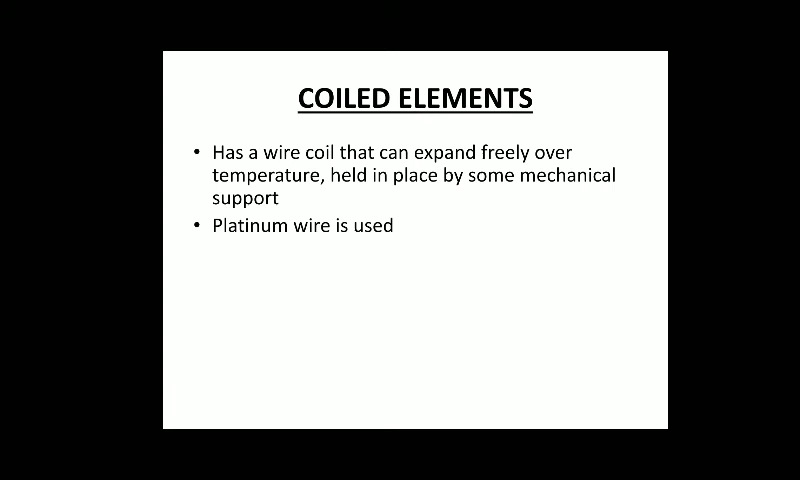 COILED ELEMENTS
• Has a wire coil that can expand freely over
temperature, held in place by some mechanical
support
• Platinum wire is used